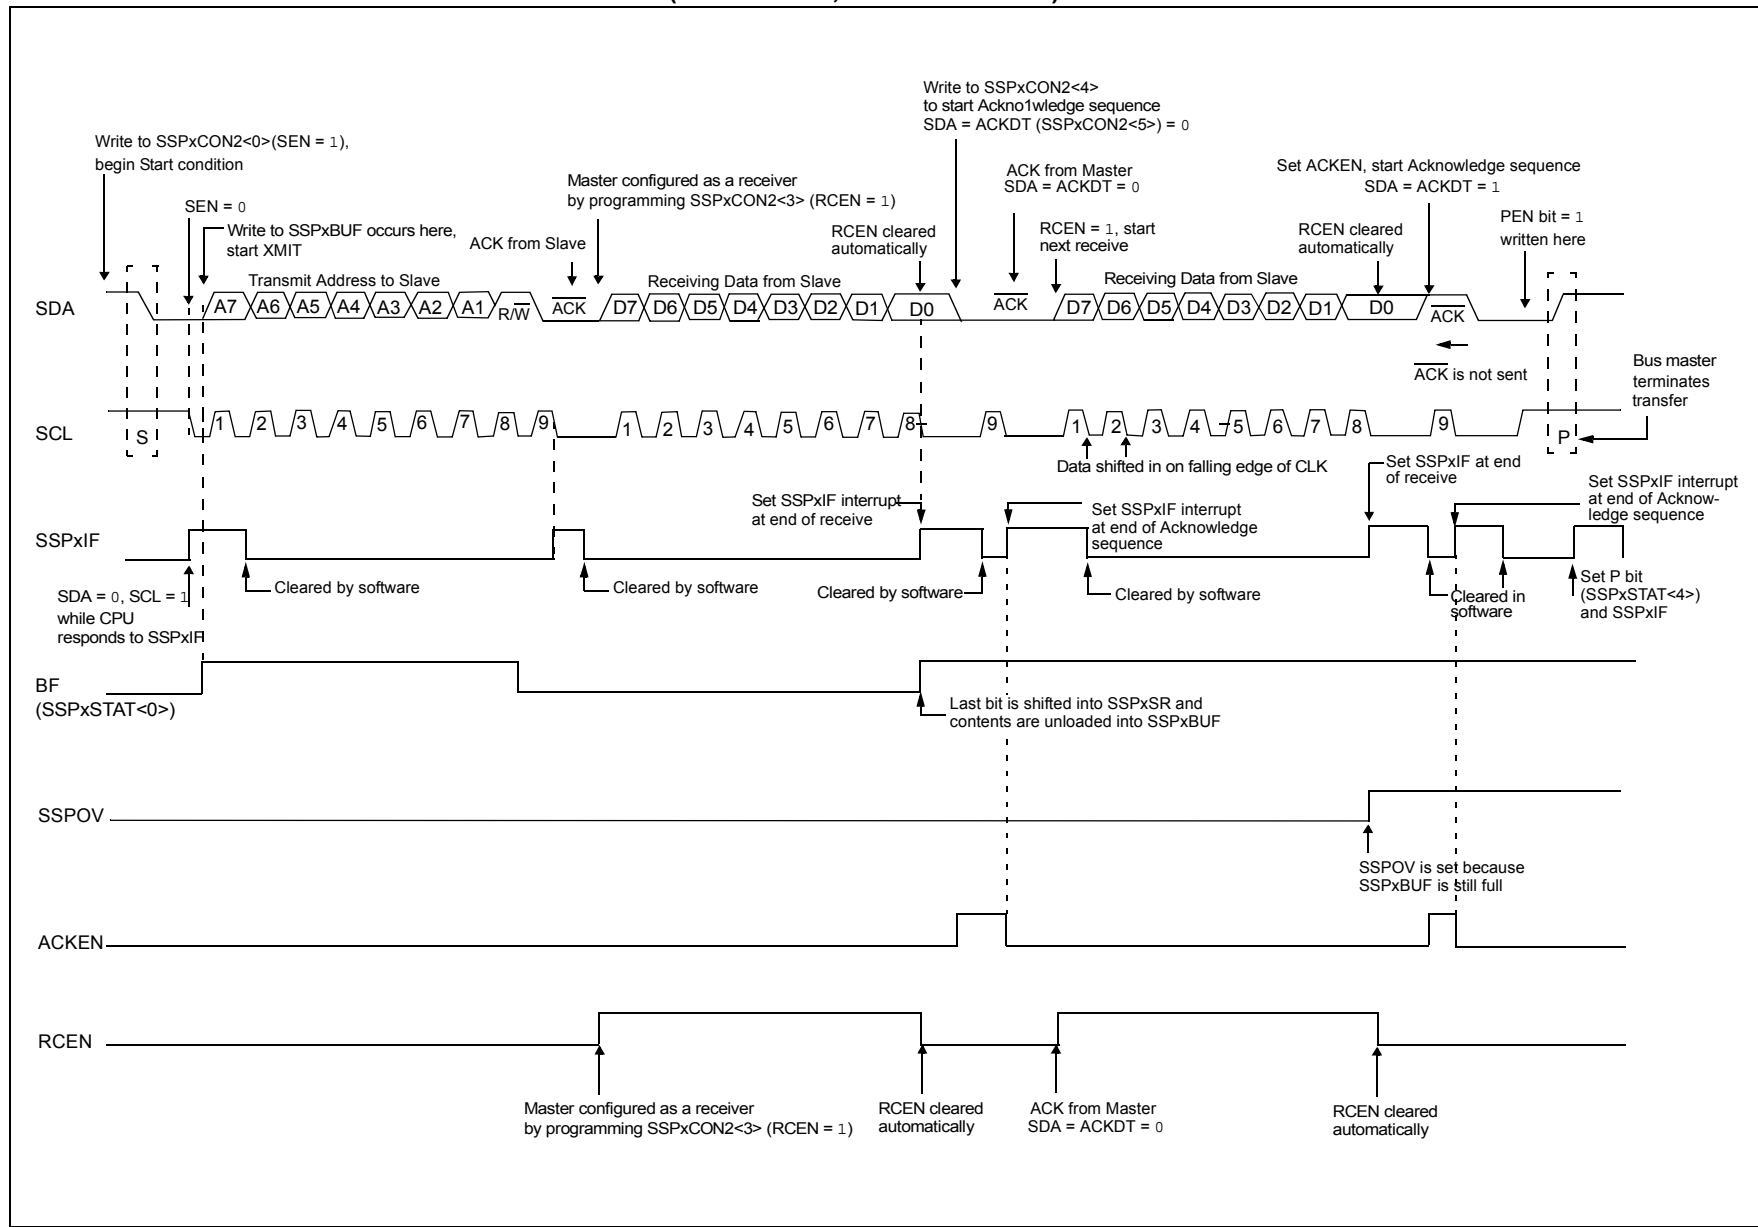 Write to SSPxCON2<4>
to start Ackno1wledge sequence
SDA = ACKDT (SSPxCON2<5>) = 0
Write to SSPxCON2<0>(SEN = 1),
begin Start condition
ACK from Master
SDA = ACKDT = 0
Set ACKEN, start Acknowledge sequence
SDA = ACKDT = 1
Master configured as a receiver
by programming SSPxCON2<3> (RCEN = 1)
SEN = 0
PEN bit = 1
written here
Write to SSPxBUF occurs here,
start XMIT
ACK from Slave
RCEN cleared
automatically
RCEN = 1, start
next receive
RCEN cleared
automatically
Transmit Address to Slave
Receiving Data from Slave
Receiving Data from Slave
SDA
A7 A6 A5 A4 A3 A2 A1 R/W ACK D7 D6 D5 D4 D3 D2 D1 D0 ACK D7 D6 D5 D4 D3 D2 D1 D0 ACK
ACK is not sent
Bus master
terminates
transfer
SCL
S 1 2 3 4 5 6 7 8 9 1 2 3 4 5 6 7 8 9 1 2 3 4 5 6 7 8 9 P
Data shifted in on falling edge of CLK
Set SSPxIF at end
of receive
Set SSPxIF interrupt
at end of receive
Set SSPxIF interrupt
at end of Acknowledge
sequence
Set SSPxIF interrupt
at end of Acknow-
ledge sequence
SSPxIF
Cleared by software
Cleared by software
Cleared by software
Cleared by software
Cleared in
software
Set P bit
(SSPxSTAT<4>)
and SSPxIF
SDA = 0, SCL = 1
while CPU
responds to SSPxIF
BF
(SSPxSTAT<0>)
Last bit is shifted into SSPxSR and
contents are unloaded into SSPxBUF
SSPOV
SSPOV is set because
SSPxBUF is still full
ACKEN
RCEN
Master configured as a receiver
by programming SSPxCON2<3> (RCEN = 1)
RCEN cleared
automatically
ACK from Master
SDA = ACKDT = 0
RCEN cleared
automatically